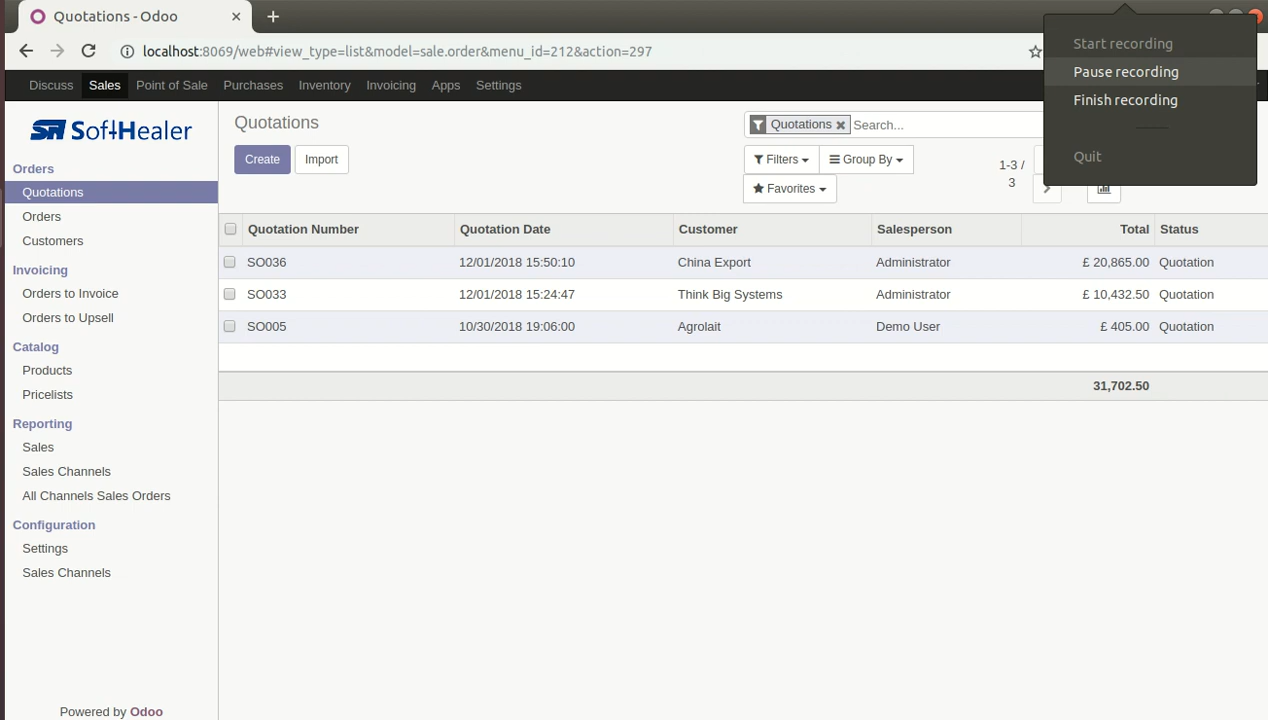 Quotations - Odoo
localhost:8069/web#view_type=list&model=sale.order&menu_id=212&action=297
Start recording
Pause recording
Finish recording
Quit
Discuss Sales Point of Sale Purchases Inventory Invoicing Apps Settings
SoftHealer
Orders
Quotations
Orders
Customers
Invoicing
Orders to Invoice
Orders to Upsell
Catalog
Products
Pricelists
Reporting
Sales
Sales Channels
All Channels Sales Orders
Configuration
Settings
Sales Channels
Powered by Odoo
Quotations
Quotations Search...
Create Import
Filters Group By
Favorites
1-3 /
3
Quotation Number Quotation Date Customer Salesperson Total Status
SO036 12/01/2018 15:50:10 China Export Administrator £ 20,865.00 Quotation
SO033 12/01/2018 15:24:47 Think Big Systems Administrator £ 10,432.50 Quotation
SO005 10/30/2018 19:06:00 Agrolait Demo User £ 405.00 Quotation
31,702.50